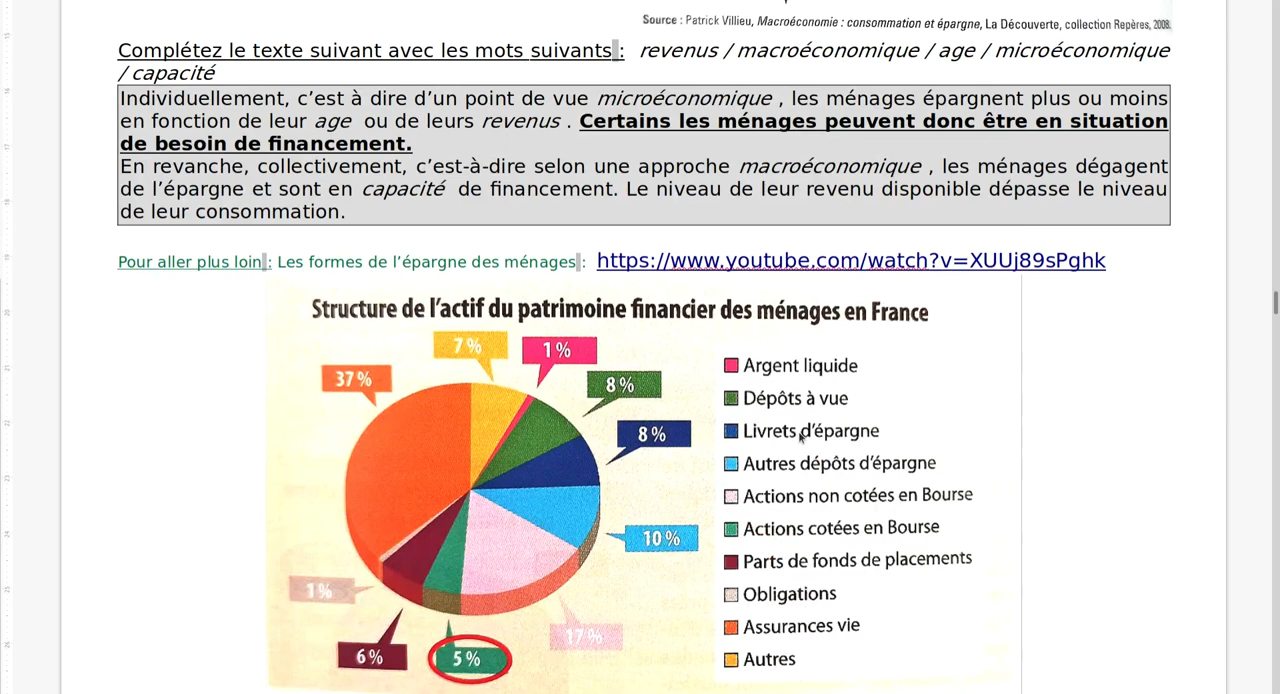 Source : Patrick Villieu, Macroéconomie : consommation et épargne, La Découverte, collection Repères, 2008.
Complétez le texte suivant avec les mots suivants : revenus / macroéconomique / age / microéconomique
/ capacité
Individuellement, c’est à dire d’un point de vue microéconomique , les ménages épargnent plus ou moins
en fonction de leur age ou de leurs revenus . Certains les ménages peuvent donc être en situation
de besoin de financement.
En revanche, collectivement, c’est-à-dire selon une approche macroéconomique , les ménages dégagent
de l’épargne et sont en capacité de financement. Le niveau de leur revenu disponible dépasse le niveau
de leur consommation.
Pour aller plus loin : Les formes de l’épargne des ménages : https://www.youtube.com/watch?v=XUUj89sPghk
Structure de l’actif du patrimoine financier des ménages en France
7 %
1 %
37 %
8 %
8 %
10 %
1 %
17 %
6 %
5 %
Argent liquide
Dépôts à vue
Livrets d’épargne
Autres dépôts d’épargne
Actions non cotées en Bourse
Actions cotées en Bourse
Parts de fonds de placements
Obligations
Assurances vie
Autres